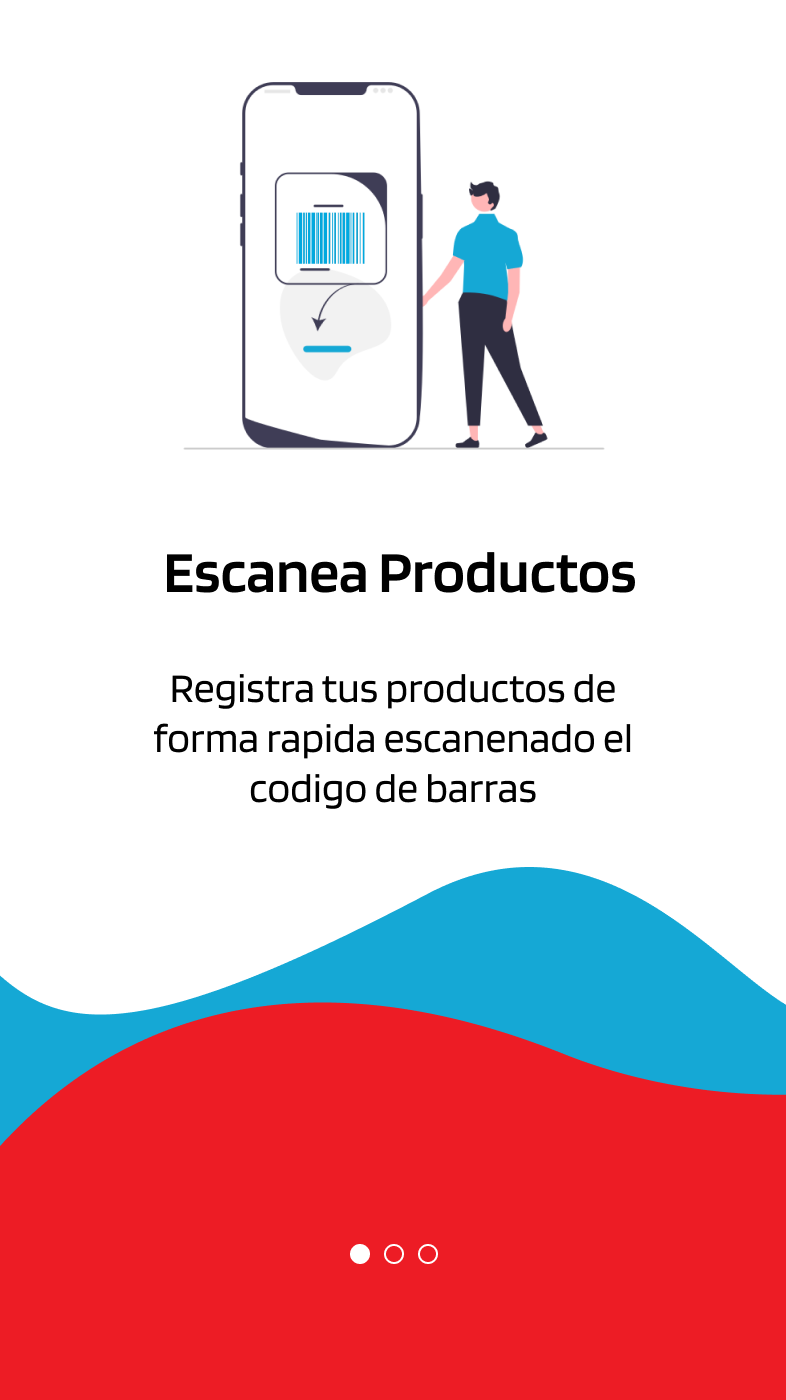 Escanea Productos
Registra tus productos de
forma rapida escanenado el
codigo de barras